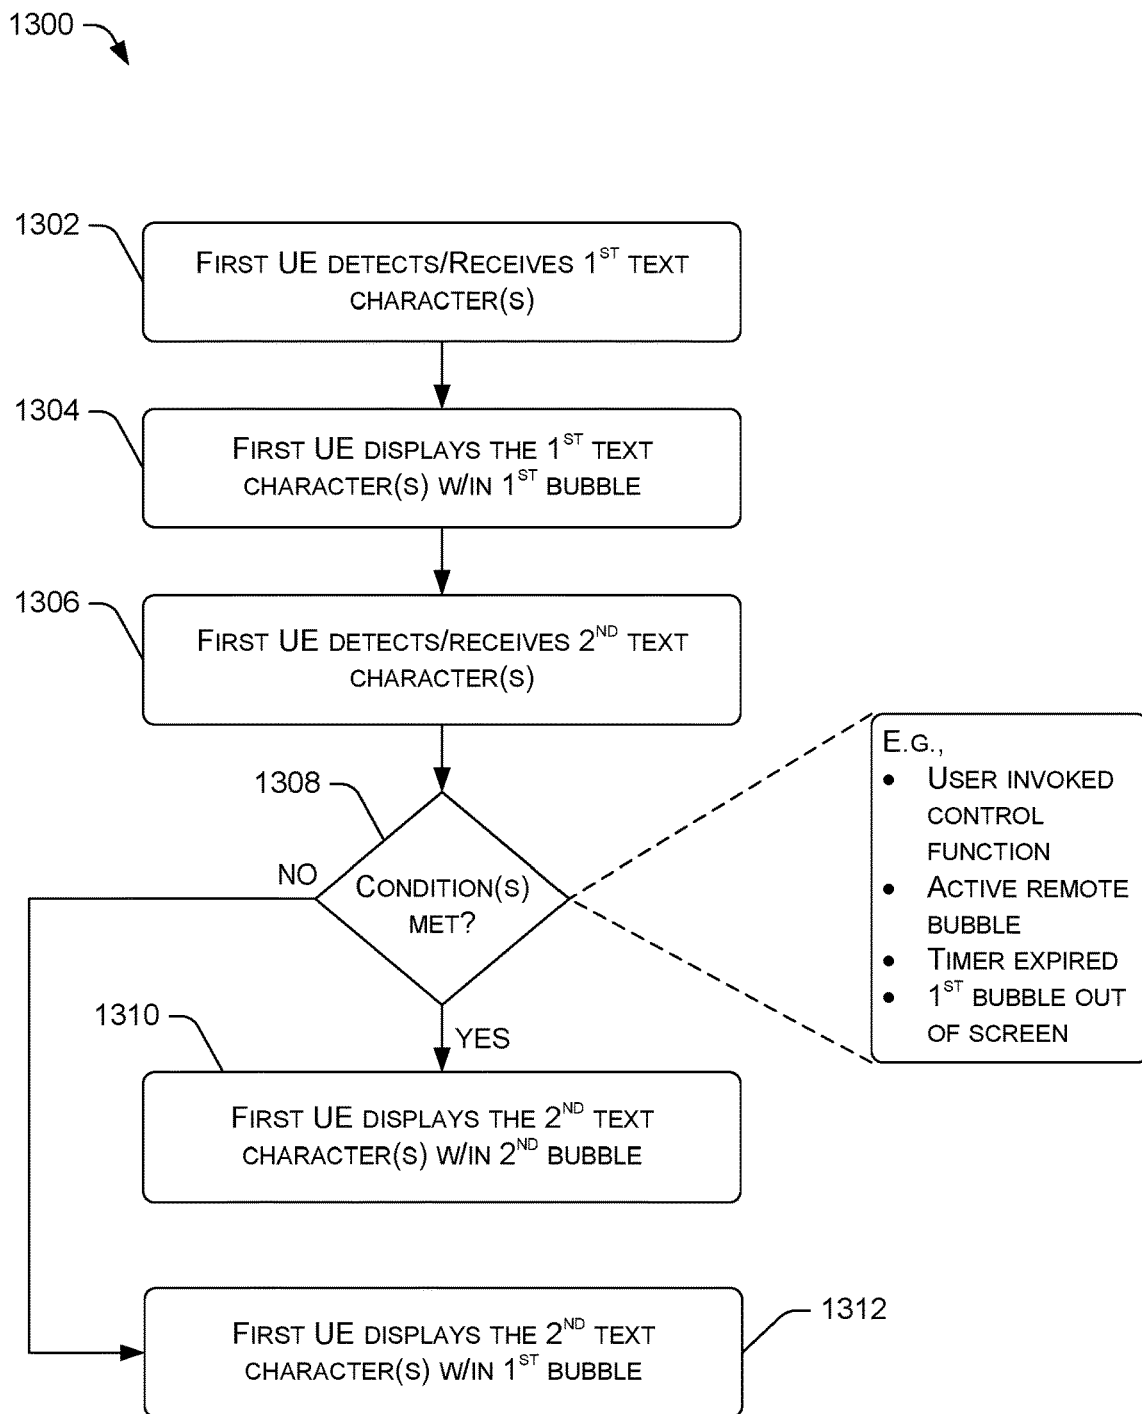 1300
1302
FIRST UE DETECTS/RECEIVES 1ST TEXT
CHARACTER(S)
1304
FIRST UE DISPLAYS THE 1ST TEXT
CHARACTER(S) W/IN 1ST BUBBLE
1306
FIRST UE DETECTS/RECEIVES 2ND TEXT
CHARACTER(S)
1308
NO
CONDITION(S)
MET?
E.G.,
• USER INVOKED
CONTROL
FUNCTION
• ACTIVE REMOTE
BUBBLE
• TIMER EXPIRED
• 1ST BUBBLE OUT
OF SCREEN
1310
YES
FIRST UE DISPLAYS THE 2ND TEXT
CHARACTER(S) W/IN 2ND BUBBLE
1312
FIRST UE DISPLAYS THE 2ND TEXT
CHARACTER(S) W/IN 1ST BUBBLE